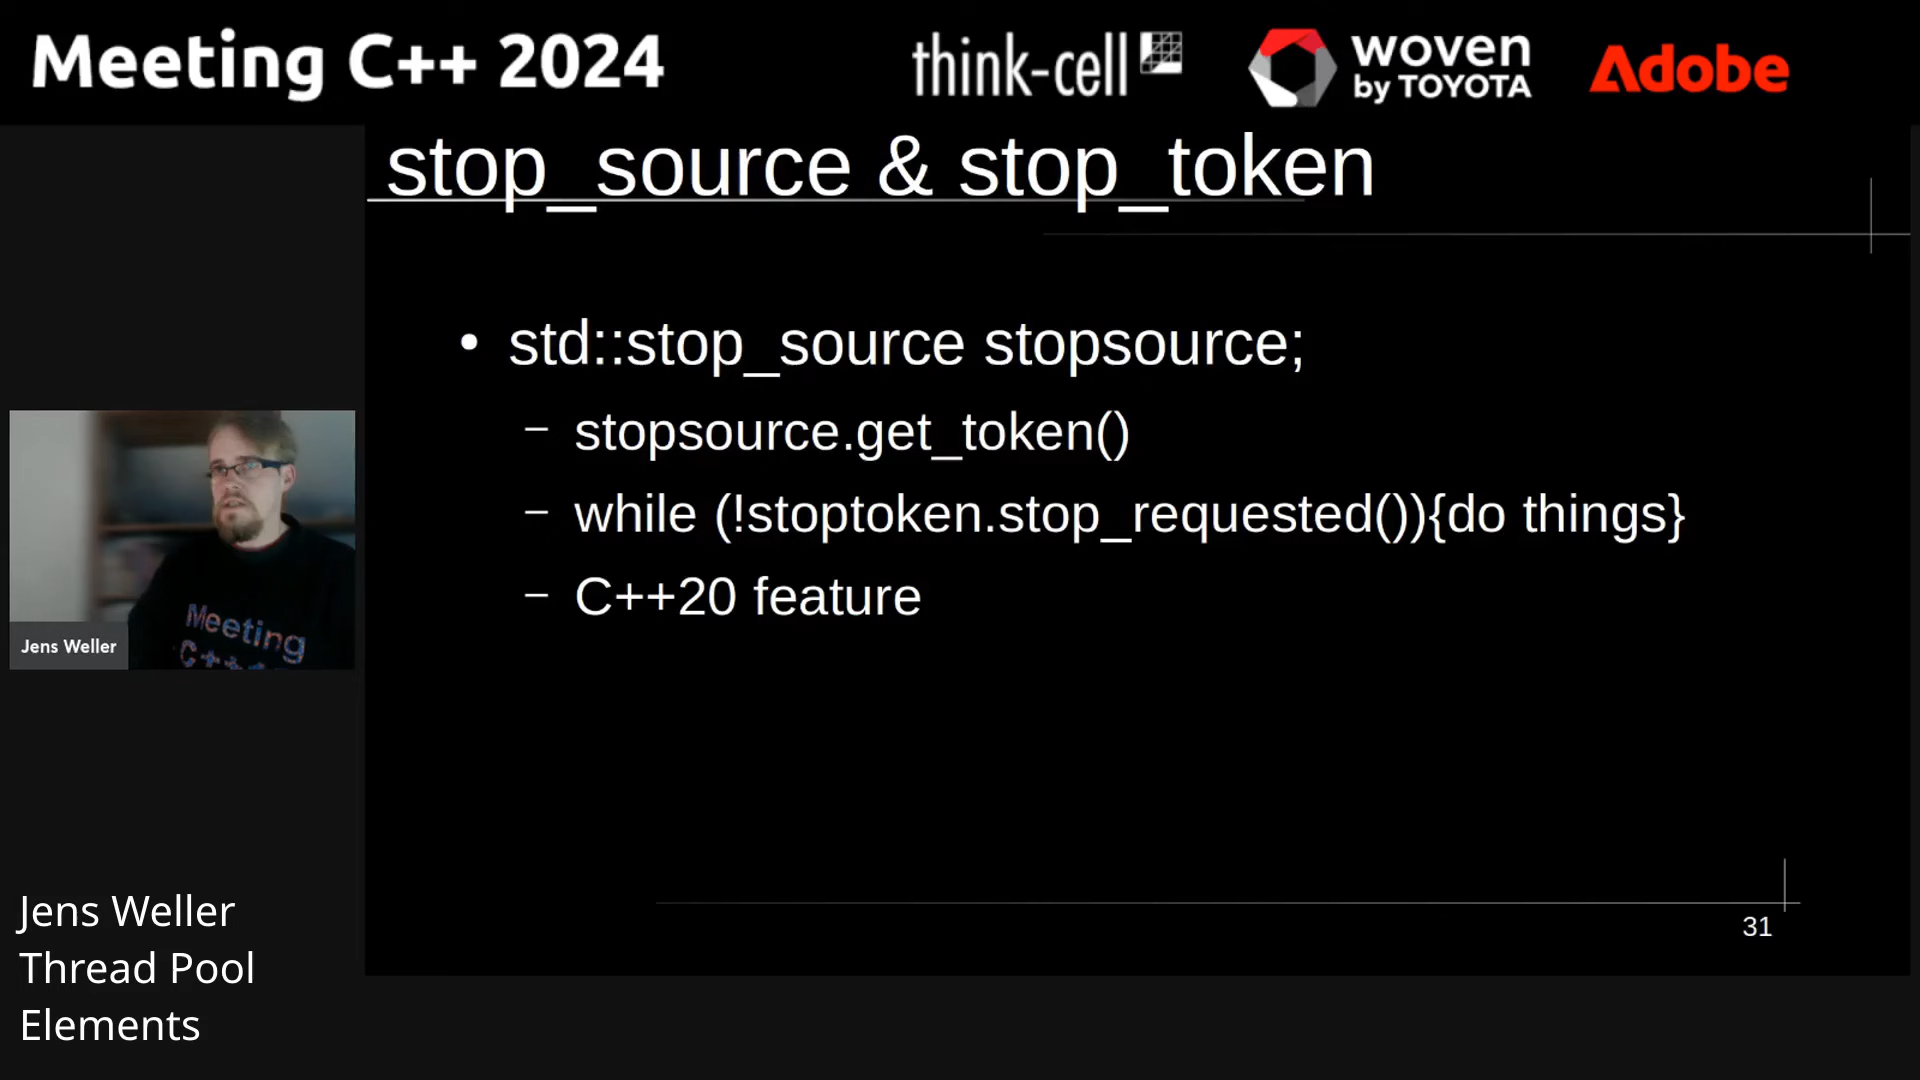 Meeting C++ 2024
think-cell
woven
by TOYOTA
Adobe
stop_source & stop_token
• std::stop_source stopsource;
– stopsource.get_token()
– while (!stoptoken.stop_requested()){do things}
– C++20 feature
Meeting
Jens Weller
31
Jens Weller
Thread Pool
Elements